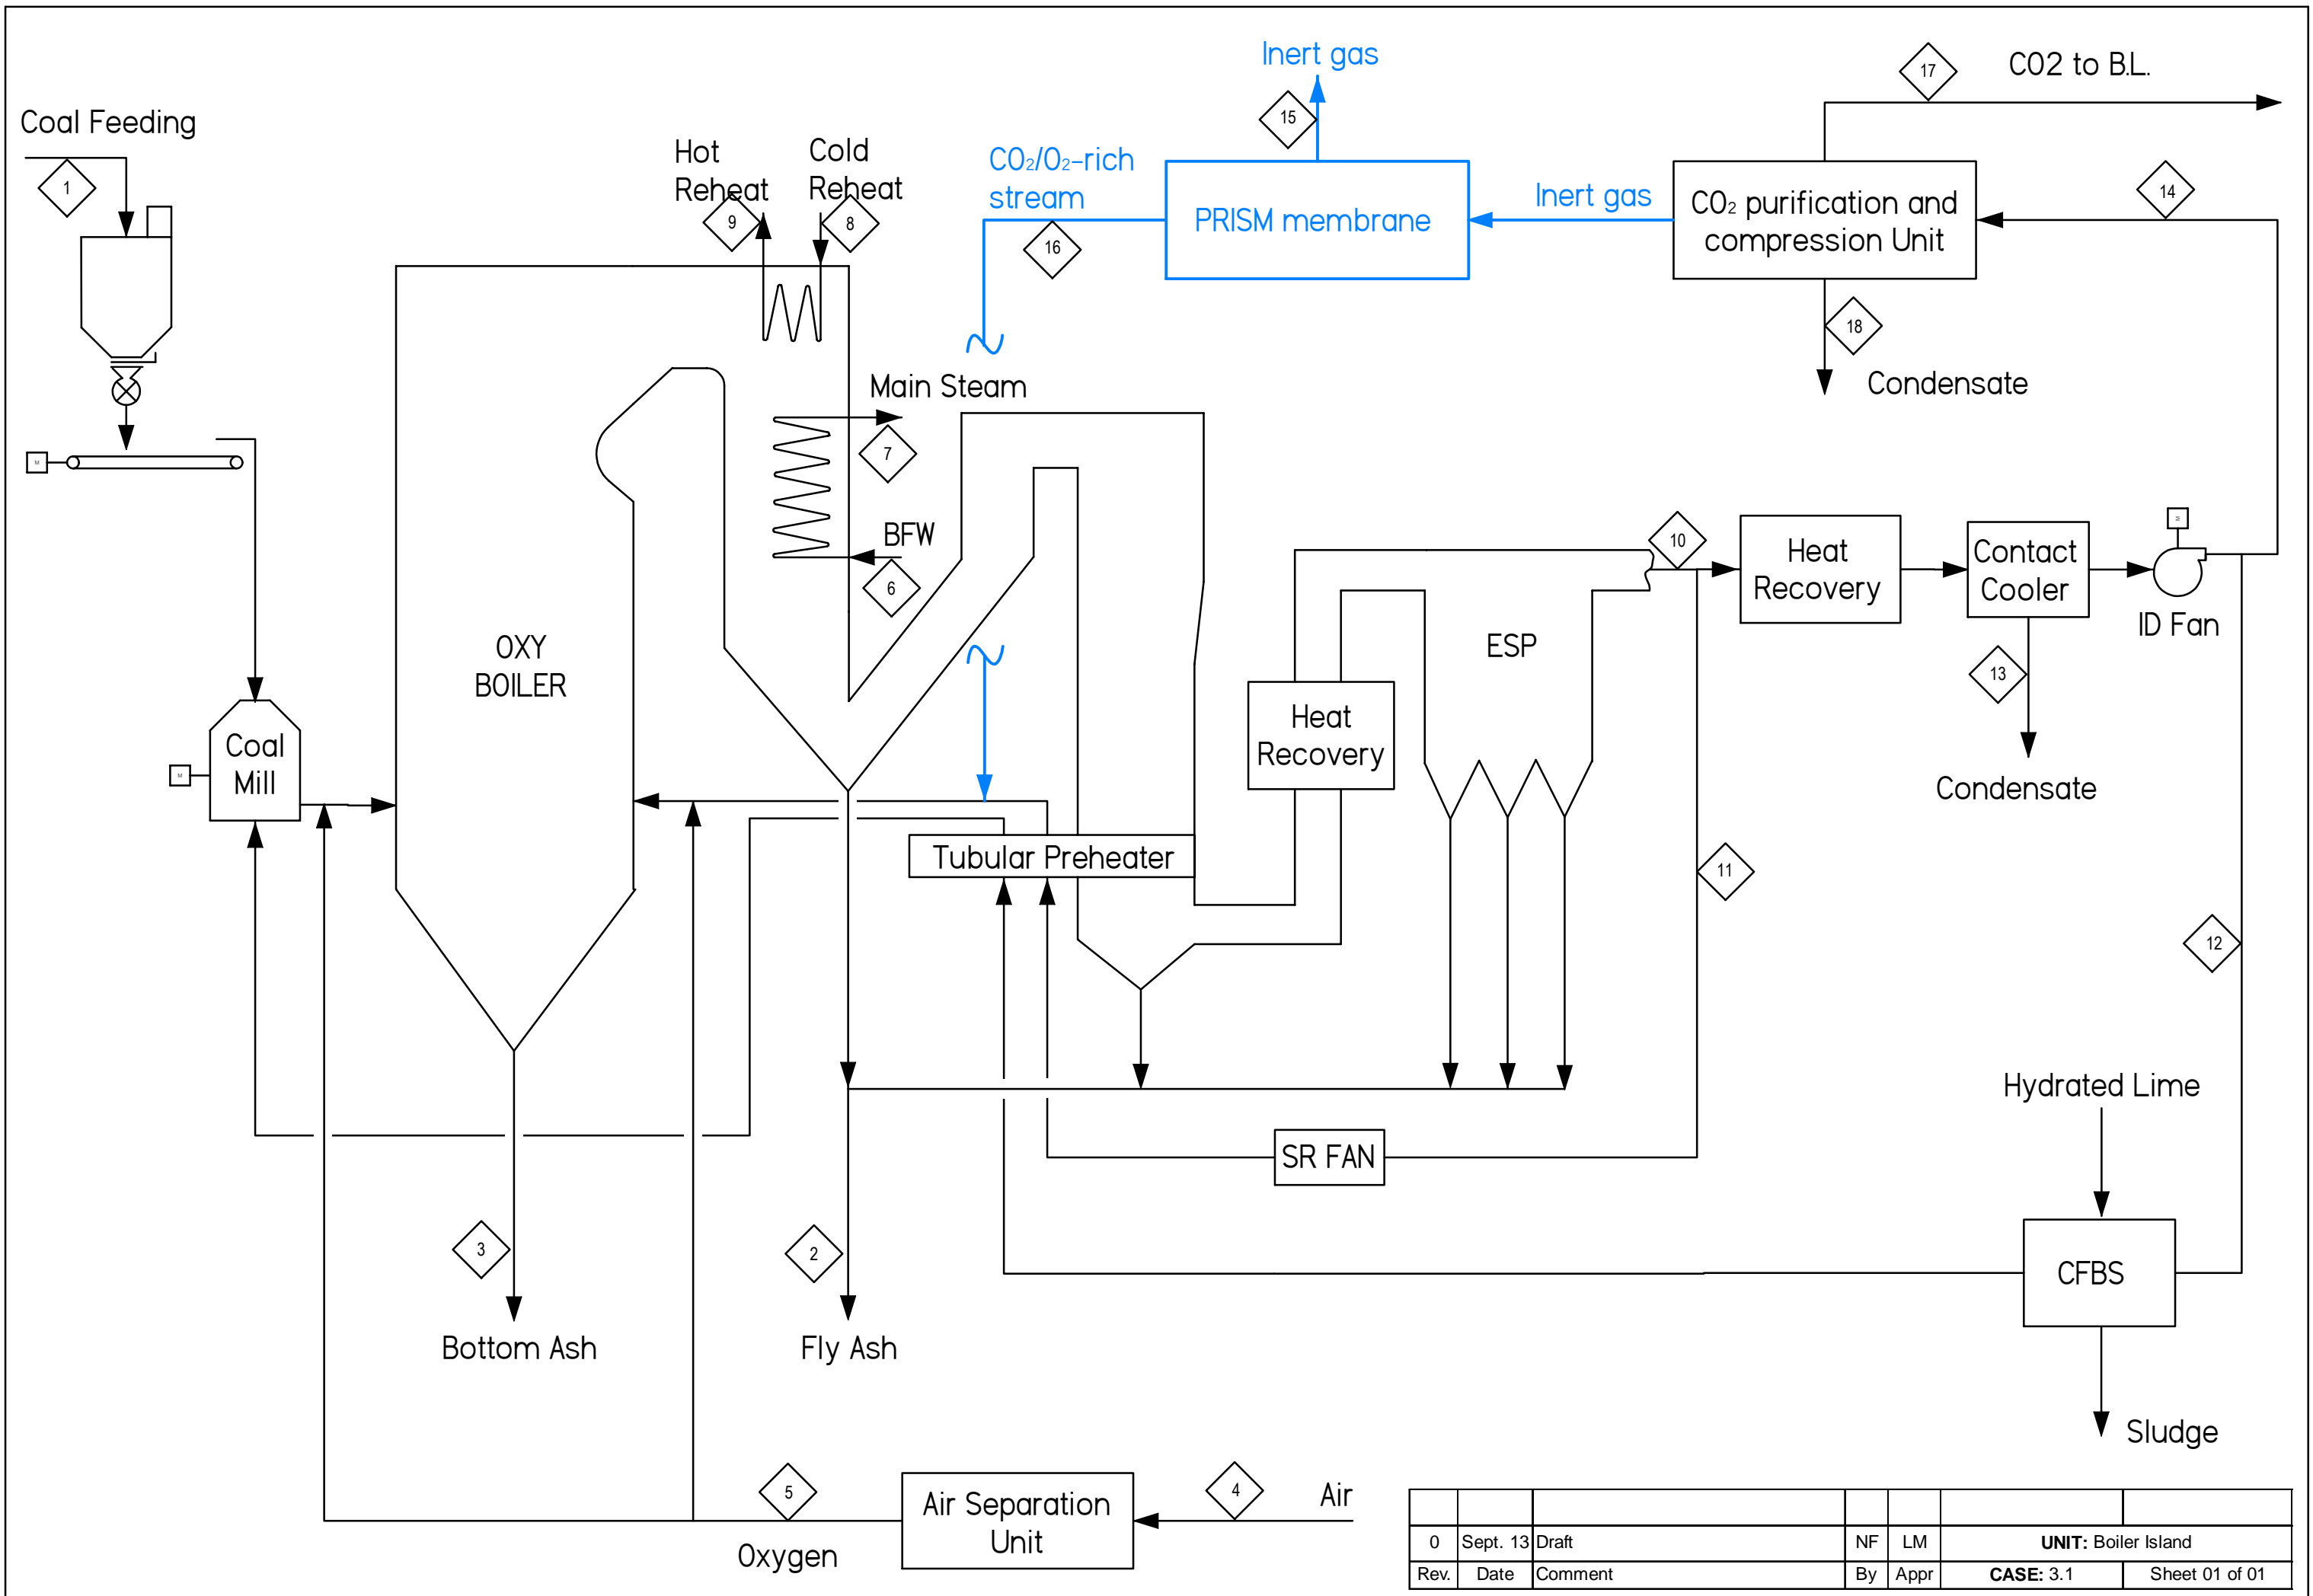 Inert gas
17
CO2 to B.L.
Coal Feeding
15
Hot
Reheat
Cold
Reheat
CO₂/O₂-rich
stream
1
9
8
16
PRISM membrane
Inert gas
CO₂ purification and
compression Unit
14
18
Condensate
Main Steam
7
M
BFW
6
10
Heat
Recovery
Contact
Cooler
M
ID Fan
OXY
BOILER
ESP
13
Condensate
Heat
Recovery
Coal
Mill
M
Tubular Preheater
11
12
Hydrated Lime
SR FAN
3
2
CFBS
Bottom Ash
Fly Ash
Sludge
5
4
Air
Air Separation
Unit
Oxygen
0 Sept. 13 Draft NF LM UNIT: Boiler Island
Rev. Date Comment By Appr CASE: 3.1 Sheet 01 of 01